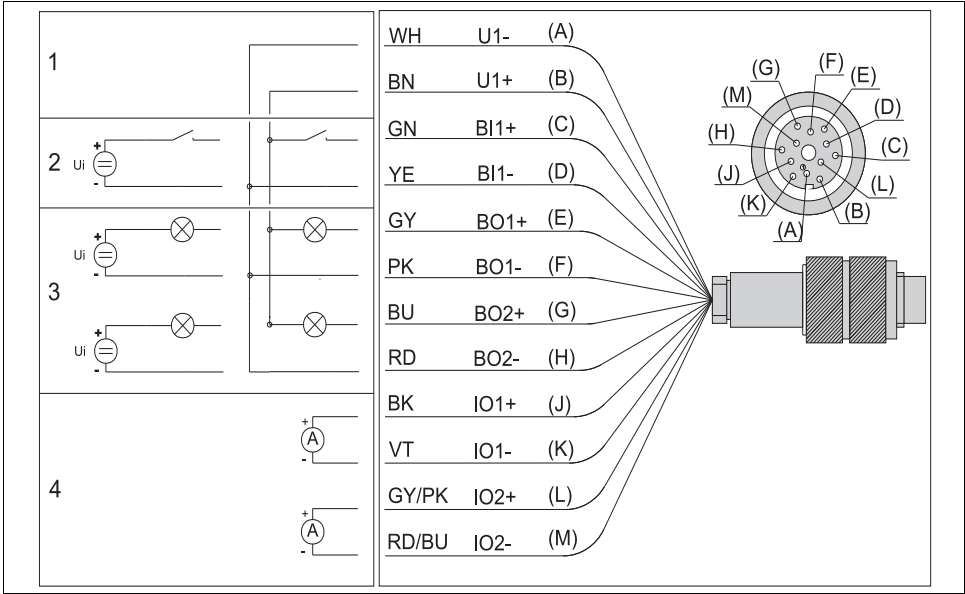 1
2
+
Ui
-
3
+
Ui
-
+
Ui
-
4
+
A
-
+
A
-
WH U1- (A)
BN U1+ (B)
GN BI1+ (C)
YE BI1- (D)
GY BO1+ (E)
PK BO1- (F)
BU BO2+ (G)
RD BO2- (H)
BK IO1+ (J)
VT IO1- (K)
GY/PK IO2+ (L)
RD/BU IO2- (M)
(F)
(G)
(E)
(M)
(D)
(H)
(C)
(J)
(L)
(K)
(B)
(A)